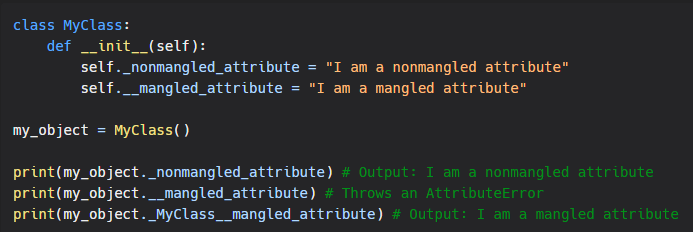 class MyClass:
    def __init__(self):
        self._nonmangled_attribute = "I am a nonmangled attribute"
        self.__mangled_attribute = "I am a mangled attribute"
my_object = MyClass()
print(my_object._nonmangled_attribute) # Output: I am a nonmangled attribute
print(my_object.__mangled_attribute) # Throws an AttributeError
print(my_object._MyClass__mangled_attribute) # Output: I am a mangled attribute